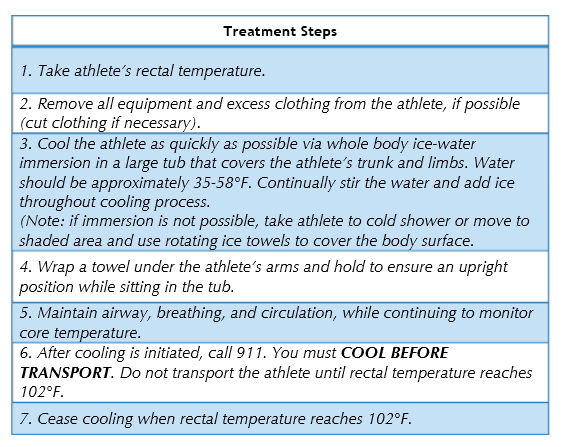 Treatment Steps
1. Take athlete's rectal temperature.
2. Remove all equipment and excess clothing from the athlete, if possible
(cut clothing if necessary).
3. Cool the athlete as quickly as possible via whole body ice-water
immersion in a large tub that covers the athlete's trunk and limbs. Water
should be approximately 35-58°F. Continually stir the water and add ice
throughout cooling process.
(Note: if immersion is not possible, take athlete to cold shower or move to
shaded area and use rotating ice towels to cover the body surface.
4. Wrap a towel under the athlete's arms and hold to ensure an upright
position while sitting in the tub.
5. Maintain airway, breathing, and circulation, while continuing to monitor
core temperature.
6. After cooling is initiated, call 911. You must COOL BEFORE
TRANSPORT. Do not transport the athlete until rectal temperature reaches
102°F.
7. Cease cooling when rectal temperature reaches 102°F.